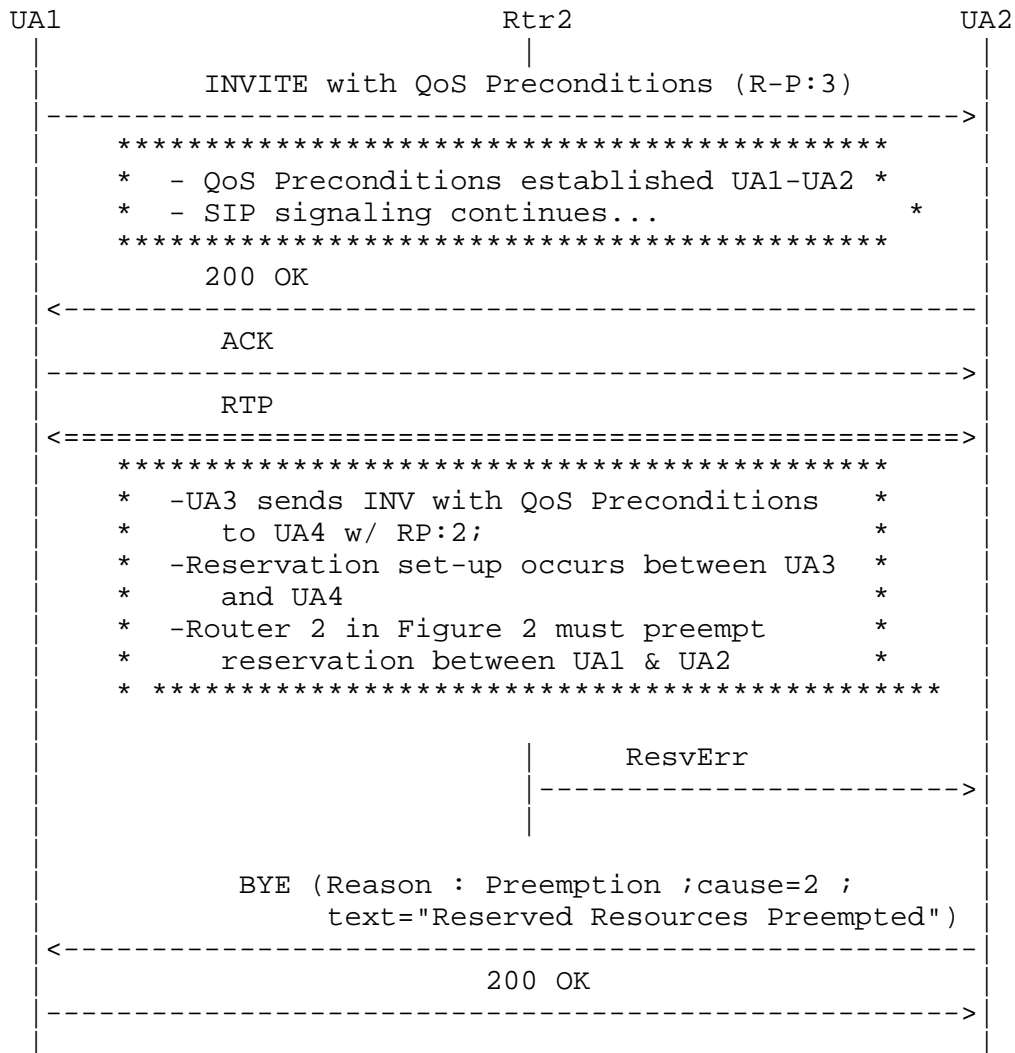 UA1 Rtr2 UA2
| | |
| INVITE with QoS Preconditions (R-P:3) |
|---------------------------------------------------->|
| ******************************************** |
| * - QoS Preconditions established UA1-UA2 * |
| * - SIP signaling continues... * |
| ******************************************** |
| 200 OK |
|<----------------------------------------------------|
| ACK |
|---------------------------------------------------->|
| RTP |
|<===================================================>|
| ******************************************** |
| * -UA3 sends INV with QoS Preconditions * |
| * to UA4 w/ RP:2; * |
| * -Reservation set-up occurs between UA3 * |
| * and UA4 * |
| * -Router 2 in Figure 2 must preempt * |
| * reservation between UA1 & UA2 * |
| * ********************************************* |
| |
| | ResvErr |
| |------------------------>|
| | |
| |
| BYE (Reason : Preemption ;cause=2 ; |
| text="Reserved Resources Preempted") |
|<----------------------------------------------------|
| 200 OK |
|---------------------------------------------------->|
| |